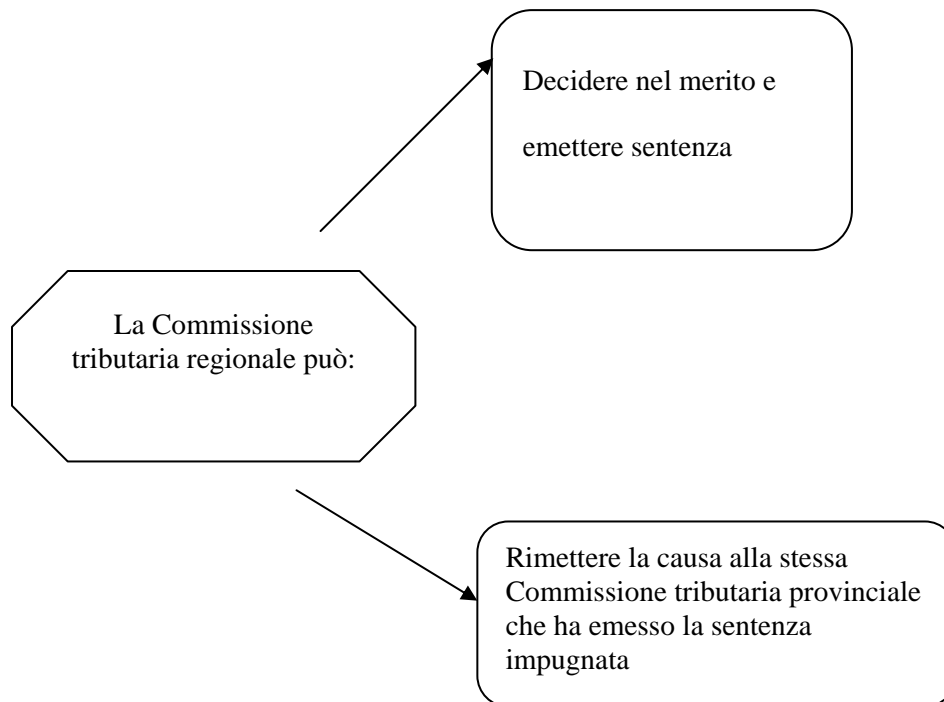 Decidere nel merito e
emettere sentenza
La Commissione
tributaria regionale può:
Rimettere la causa alla stessa
Commissione tributaria provinciale
che ha emesso la sentenza
impugnata